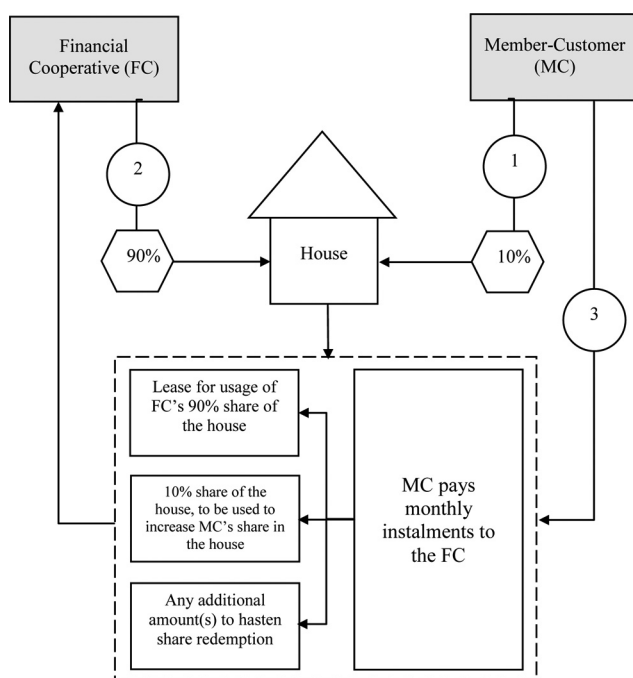 Financial
Cooperative (FC)
Member-Customer
(MC)
2
1
90%
House
10%
3
Lease for usage of
FC’s 90% share of
the house
10% share of the
house, to be used to
increase MC’s share in
the house
Any additional
amount(s) to hasten
share redemption
MC pays
monthly
instalments to
the FC